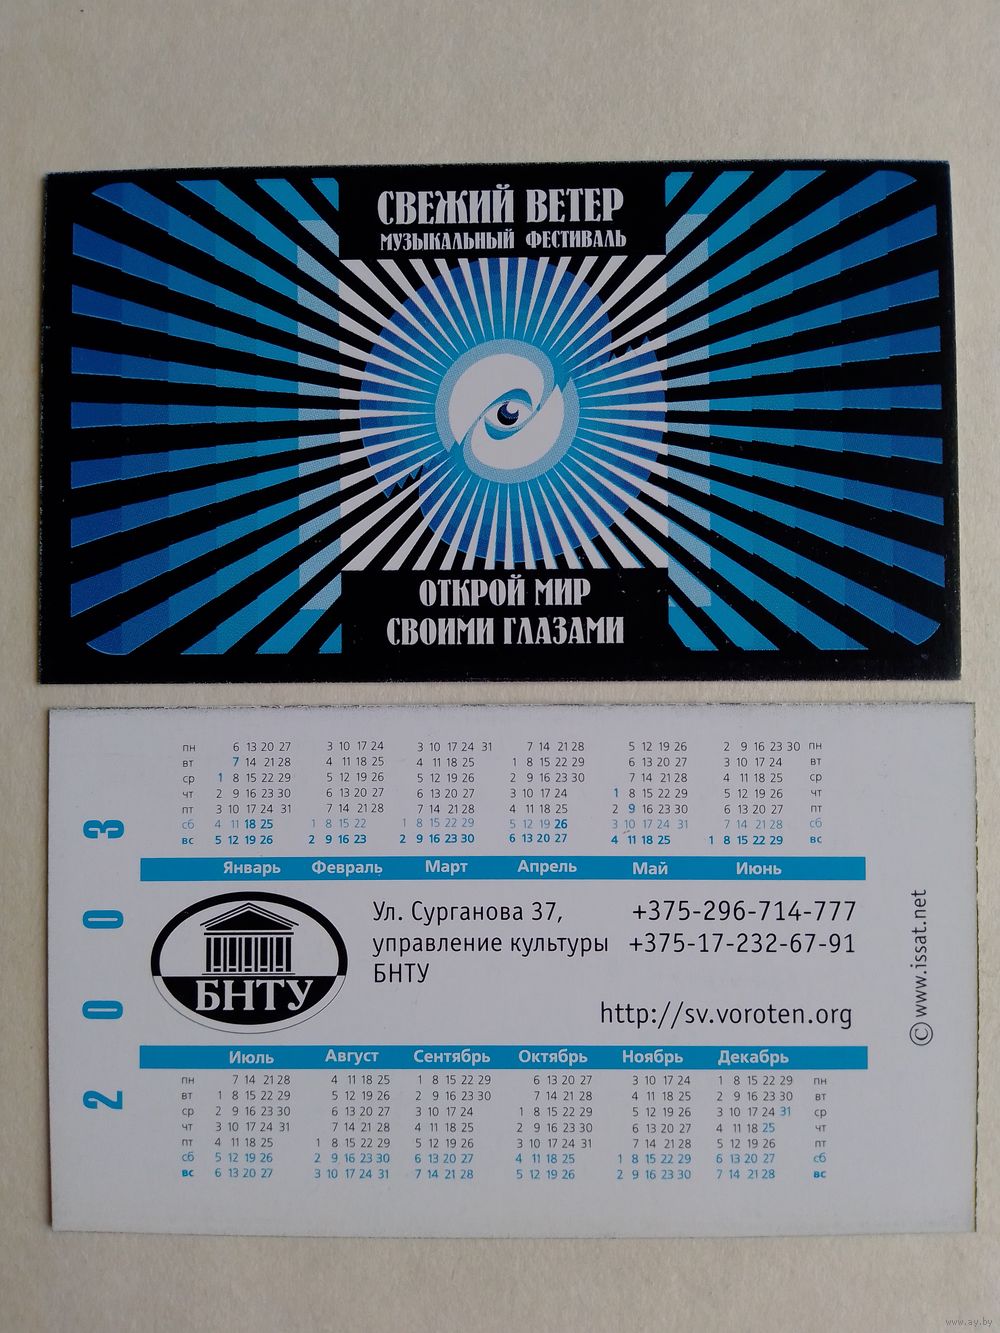 СВЕЖИЙ ВЕТЕР
МУЗЫКАЛЬНЫЙ ФЕСТИВАЛЬ
ОТКРОЙ МИР
СВОИМИ ГЛАЗАМИ
2003
пн 6 13 20 27 3 10 17 24 3 10 17 24 31 7 14 21 28 5 12 19 26 2 9 16 23 30 пн
вт 7 14 21 28 4 11 18 25 4 11 18 25 1 8 15 22 29 6 13 20 27 3 10 17 24 вт
ср 1 8 15 22 29 5 12 19 26 5 12 19 26 2 9 16 23 30 7 14 21 28 4 11 18 25 ср
чт 2 9 16 23 30 6 13 20 27 6 13 20 27 3 10 17 24 1 8 15 22 29 5 12 19 26 чт
пт 3 10 17 24 31 7 14 21 28 7 14 21 28 4 11 18 25 2 9 16 23 30 6 13 20 27 пт
сб 4 11 18 25 1 8 15 22 1 8 15 22 29 5 12 19 26 3 10 17 24 31 7 14 21 28 сб
вс 5 12 19 26 2 9 16 23 2 9 16 23 30 6 13 20 27 4 11 18 25 1 8 15 22 29 вс
Январь Февраль Март Апрель Май Июнь
БНТУ
Ул. Сурганова 37, +375-296-714-777
управление культуры +375-17-232-67-91
БНТУ
http://sv.voroten.org
© www.issat.net
Июль Август Сентябрь Октябрь Ноябрь Декабрь
пн 7 14 21 28 4 11 18 25 1 8 15 22 29 6 13 20 27 3 10 17 24 1 8 15 22 29 пн
вт 1 8 15 22 29 5 12 19 26 2 9 16 23 30 7 14 21 28 4 11 18 25 2 9 16 23 30 вт
ср 2 9 16 23 30 6 13 20 27 3 10 17 24 1 8 15 22 29 5 12 19 26 3 10 17 24 31 ср
чт 3 10 17 24 31 7 14 21 28 4 11 18 25 2 9 16 23 30 6 13 20 27 4 11 18 25 чт
пт 4 11 18 25 1 8 15 22 29 5 12 19 26 3 10 17 24 31 7 14 21 28 5 12 19 26 пт
сб 5 12 19 26 2 9 16 23 30 6 13 20 27 4 11 18 25 1 8 15 22 29 6 13 20 27 сб
вс 6 13 20 27 3 10 17 24 31 7 14 21 28 5 12 19 26 2 9 16 23 30 7 14 21 28 вс
www.ay.by